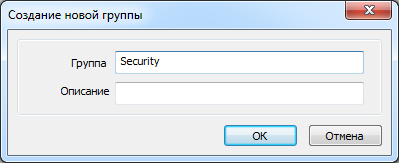 Создание новой группы
Группа Security
Описание
OK Отмена